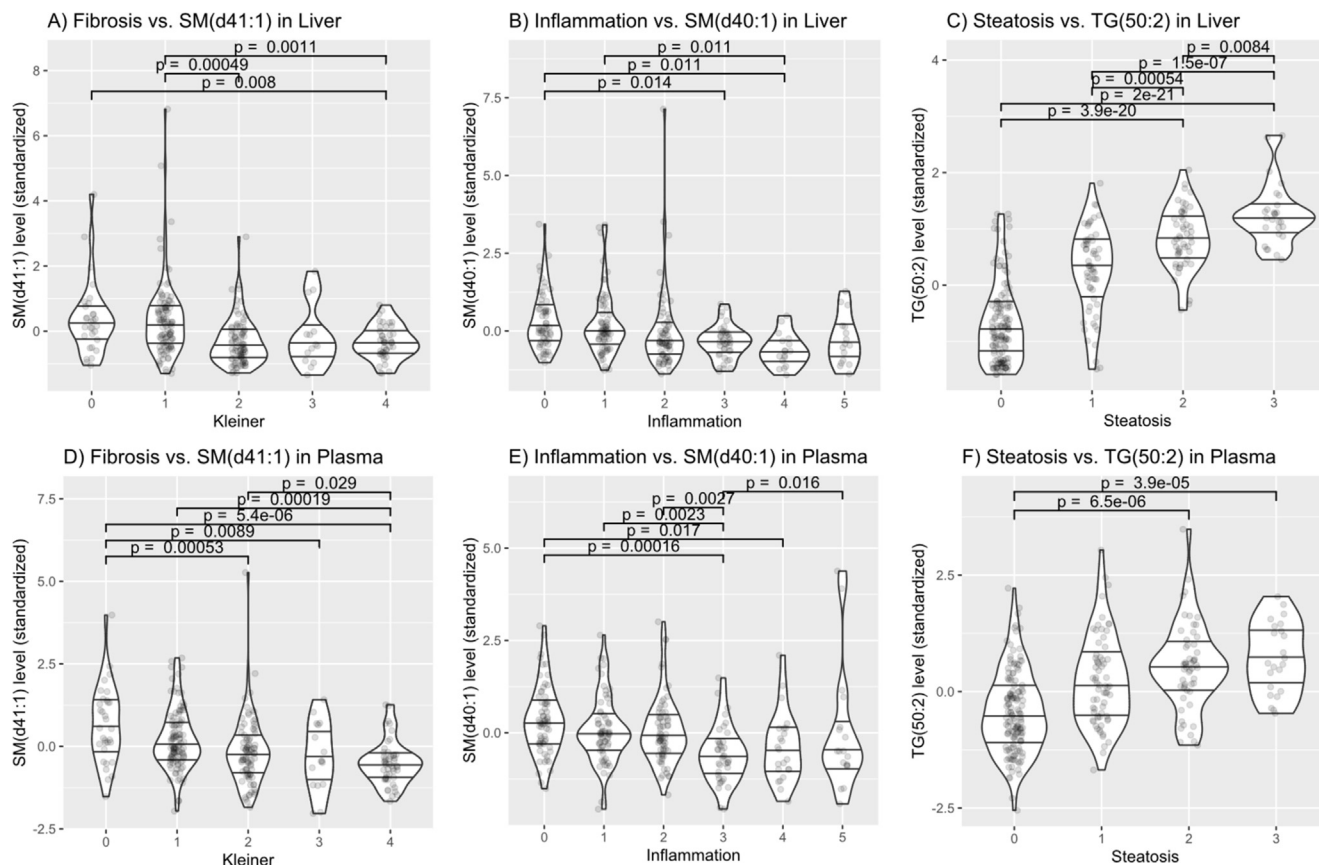 A) Fibrosis vs. SM(d41:1) in Liver
p = 0.0011
p = 0.00049
p = 0.008
8
6
4
2
0
SM(d41:1) level (standardized)
0 1 2 3 4
Kleiner
B) Inflammation vs. SM(d40:1) in Liver
p = 0.011
p = 0.011
p = 0.014
7.5
5.0
2.5
0.0
SM(d40:1) level (standardized)
0 1 2 3 4 5
Inflammation
C) Steatosis vs. TG(50:2) in Liver
p = 0.0084
p = 1.5e-07
p = 0.00054
p = 2e-21
p = 3.9e-20
4
2
0
TG(50:2) level (standardized)
0 1 2 3
Steatosis
D) Fibrosis vs. SM(d41:1) in Plasma
p = 0.029
p = 0.00019
p = 5.4e-06
p = 0.0089
p = 0.00053
7.5
5.0
2.5
0.0
-2.5
SM(d41:1) level (standardized)
0 1 2 3 4
Kleiner
E) Inflammation vs. SM(d40:1) in Plasma
p = 0.016
p = 0.0027
p = 0.0023
p = 0.017
p = 0.00016
5.0
2.5
0.0
SM(d40:1) level (standardized)
0 1 2 3 4 5
Inflammation
F) Steatosis vs. TG(50:2) in Plasma
p = 3.9e-05
p = 6.5e-06
2.5
0.0
-2.5
TG(50:2) level (standardized)
0 1 2 3
Steatosis